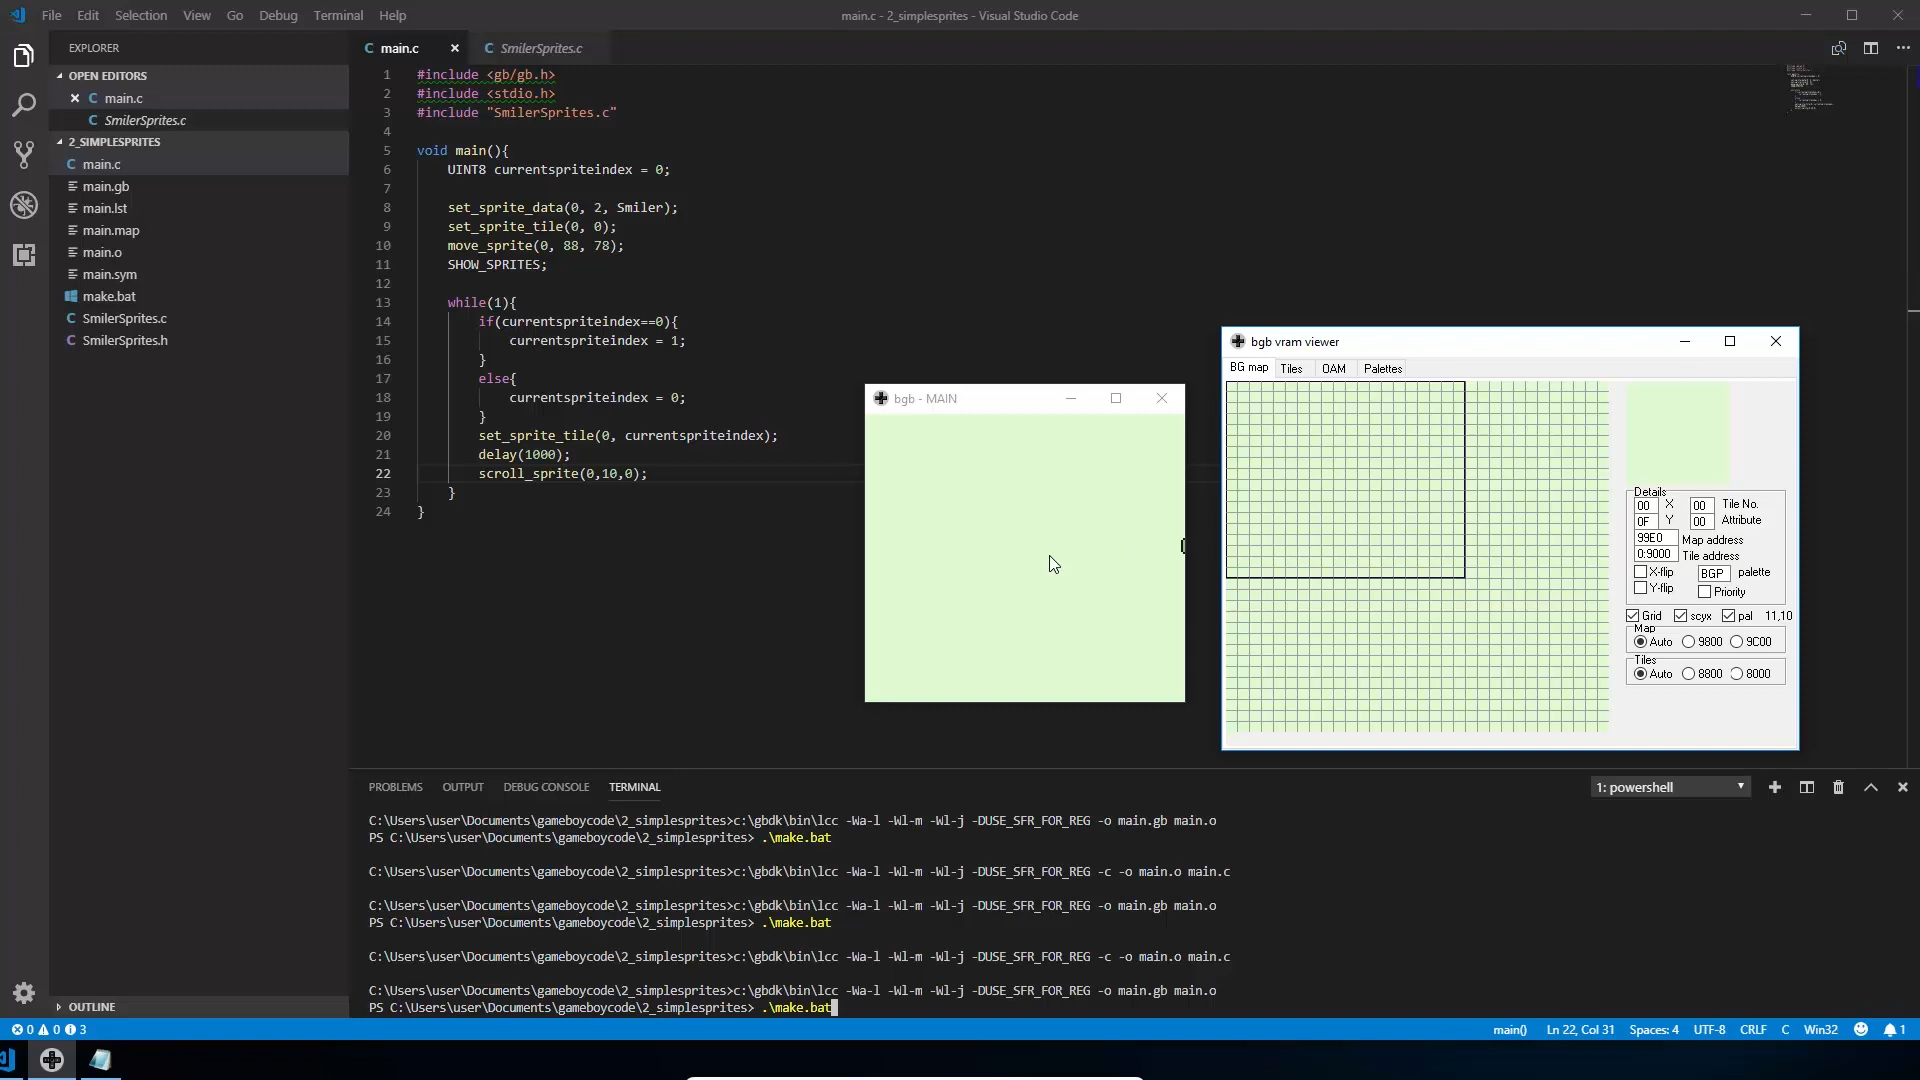 File Edit Selection View Go Debug Terminal Help
main.c - 2_simplesprites - Visual Studio Code
EXPLORER
OPEN EDITORS
main.c
SmilerSprites.c
2_SIMPLESPRITES
main.c
main.gb
main.lst
main.map
main.o
main.sym
make.bat
SmilerSprites.c
SmilerSprites.h
OUTLINE
main.c
SmilerSprites.c
1 #include <gb/gb.h>
2 #include <stdio.h>
3 #include "SmilerSprites.c"
4
5 void main(){
6 UINT8 currentspriteindex = 0;
7
8 set_sprite_data(0, 2, Smiler);
9 set_sprite_tile(0, 0);
10 move_sprite(0, 88, 78);
11 SHOW_SPRITES;
12
13 while(1){
14 if(currentspriteindex==0){
15 currentspriteindex = 1;
16 }
17 else{
18 currentspriteindex = 0;
19 }
20 set_sprite_tile(0, currentspriteindex);
21 delay(1000);
22 scroll_sprite(0,10,0);
23 }
24 }
bgb - MAIN
bgb vram viewer
BG map Tiles OAM Palettes
Details
00 X 00 Tile No.
0F Y 00 Attribute
99E0 Map address
0:9000 Tile address
X-flip BGP palette
Y-flip Priority
Grid scyx pal 11,10
Map
Auto 9800 9C00
Tiles
Auto 8800 8000
PROBLEMS OUTPUT DEBUG CONSOLE TERMINAL
1: powershell
C:\Users\user\Documents\gameboycode\2_simplesprites>c:\gbdk\bin\lcc -Wa-l -Wl-m -Wl-j -DUSE_SFR_FOR_REG -o main.gb main.o
PS C:\Users\user\Documents\gameboycode\2_simplesprites> .\make.bat
C:\Users\user\Documents\gameboycode\2_simplesprites>c:\gbdk\bin\lcc -Wa-l -Wl-m -Wl-j -DUSE_SFR_FOR_REG -c -o main.o main.c
C:\Users\user\Documents\gameboycode\2_simplesprites>c:\gbdk\bin\lcc -Wa-l -Wl-m -Wl-j -DUSE_SFR_FOR_REG -o main.gb main.o
PS C:\Users\user\Documents\gameboycode\2_simplesprites> .\make.bat
C:\Users\user\Documents\gameboycode\2_simplesprites>c:\gbdk\bin\lcc -Wa-l -Wl-m -Wl-j -DUSE_SFR_FOR_REG -c -o main.o main.c
C:\Users\user\Documents\gameboycode\2_simplesprites>c:\gbdk\bin\lcc -Wa-l -Wl-m -Wl-j -DUSE_SFR_FOR_REG -o main.gb main.o
PS C:\Users\user\Documents\gameboycode\2_simplesprites> .\make.bat
0 0 3
main() Ln 22, Col 31 Spaces: 4 UTF-8 CRLF C Win32 1